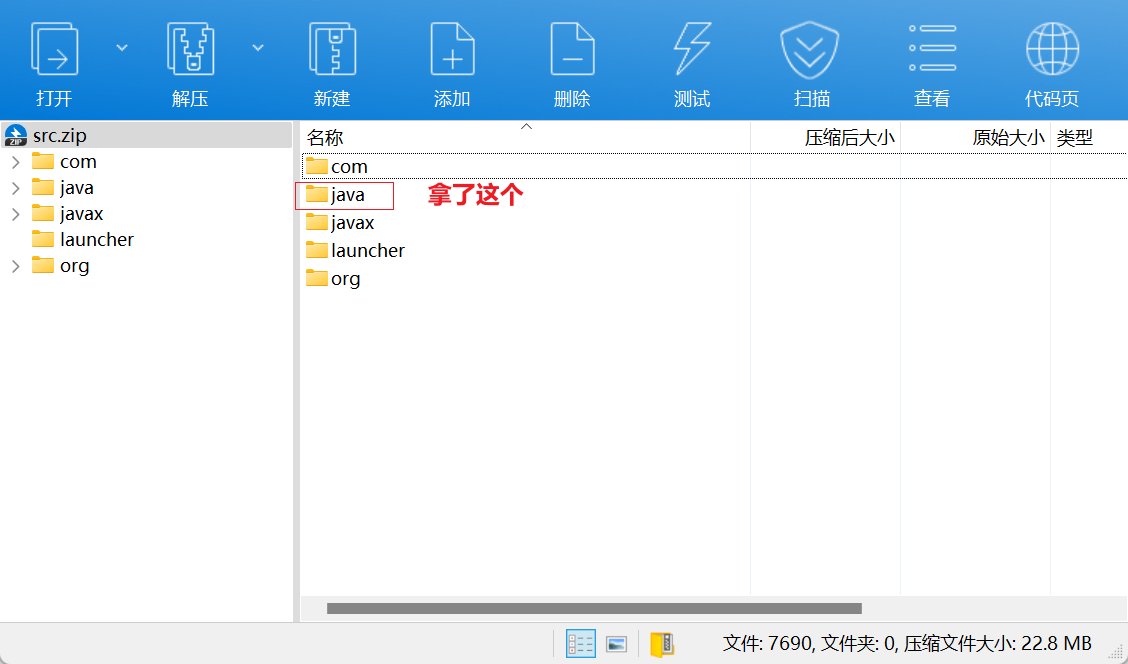 打开 解压 新建 添加 删除 测试 扫描 查看 代码页
src.zip
com
java
javax
launcher
org
名称 压缩后大小 原始大小 类型
com
java 拿了这个
javax
launcher
org
文件: 7690, 文件夹: 0, 压缩文件大小: 22.8 MB